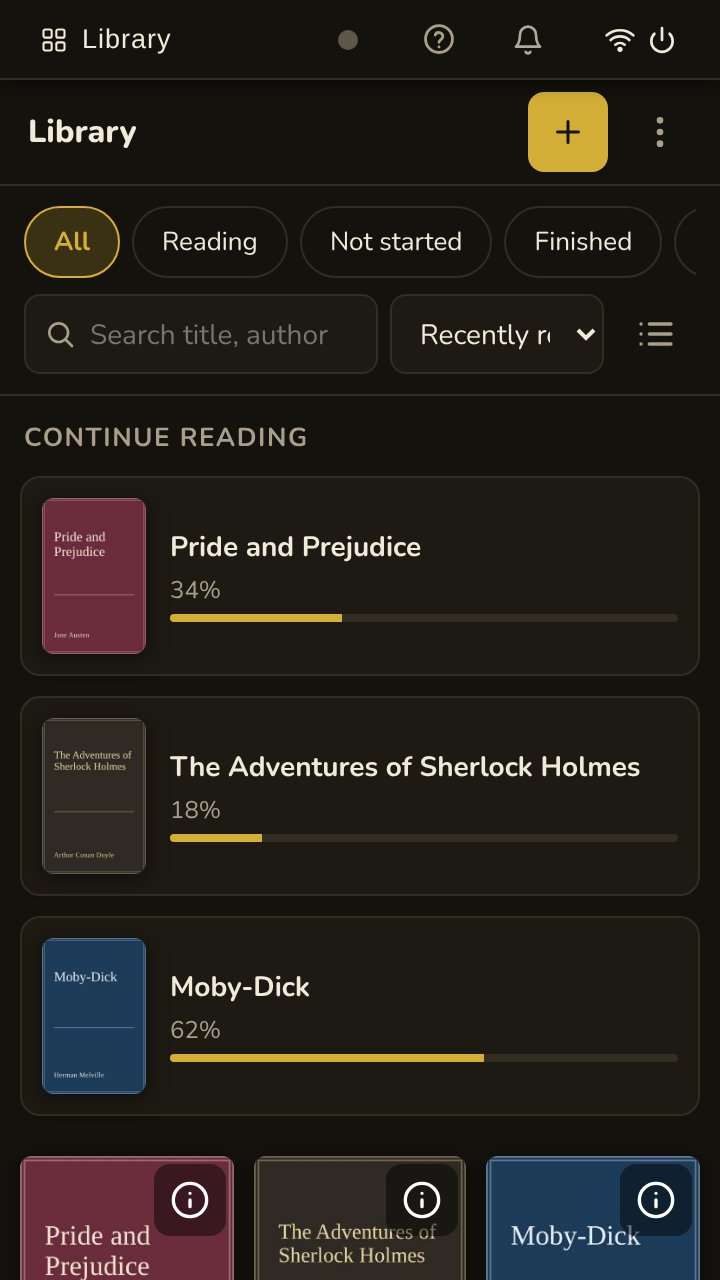 Library
Library
All
Reading
Not started
Finished
Search title, author
Recently re
CONTINUE READING
Pride and
Prejudice
Jane Austen
Pride and Prejudice
34%
The Adventures of
Sherlock Holmes
Arthur Conan Doyle
The Adventures of Sherlock Holmes
18%
Moby-Dick
Herman Melville
Moby-Dick
62%
Pride and
Prejudice
The Adventures of
Sherlock Holmes
Moby-Dick